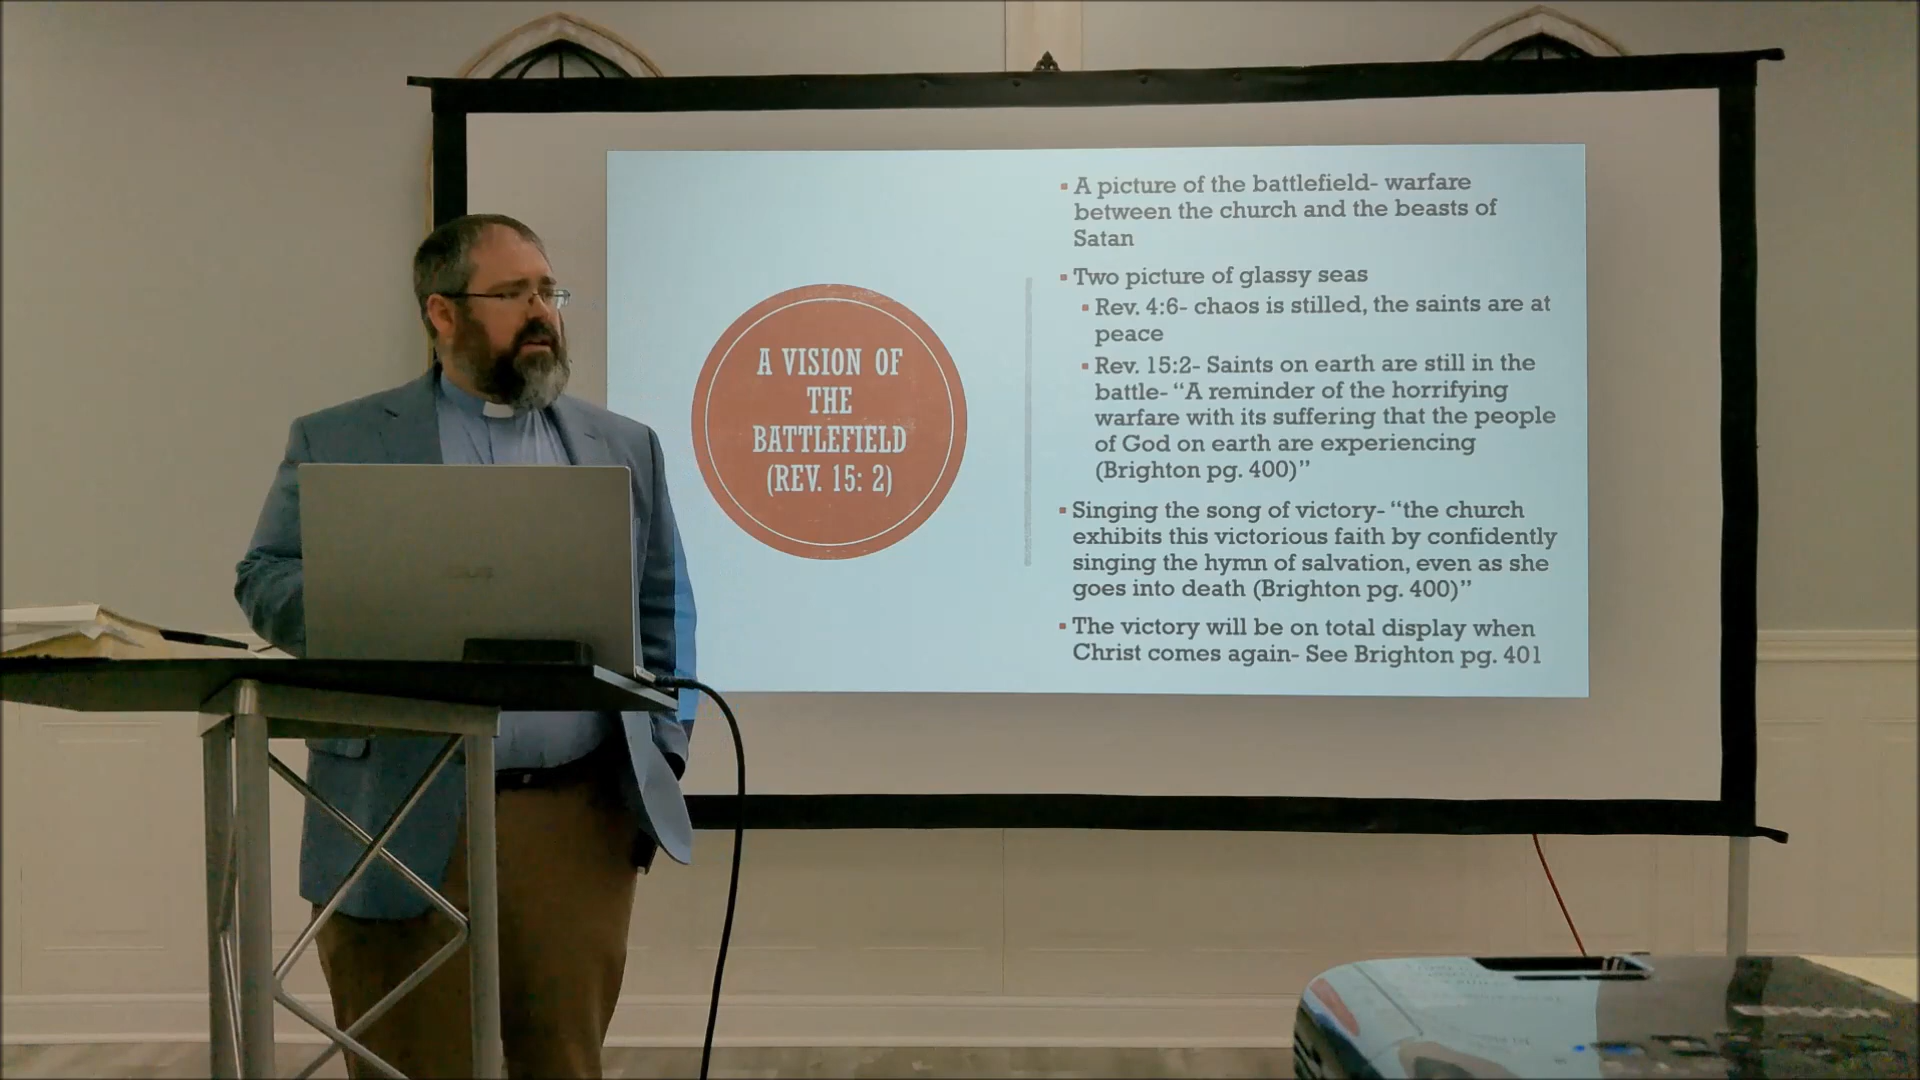 A VISION OF
THE
BATTLEFIELD
(REV. 15: 2)
▪ A picture of the battlefield- warfare
between the church and the beasts of
Satan
▪ Two picture of glassy seas
▪ Rev. 4:6- chaos is stilled, the saints are at
peace
▪ Rev. 15:2- Saints on earth are still in the
battle- “A reminder of the horrifying
warfare with its suffering that the people
of God on earth are experiencing
(Brighton pg. 400)”
▪ Singing the song of victory- “the church
exhibits this victorious faith by confidently
singing the hymn of salvation, even as she
goes into death (Brighton pg. 400)”
▪ The victory will be on total display when
Christ comes again- See Brighton pg. 401